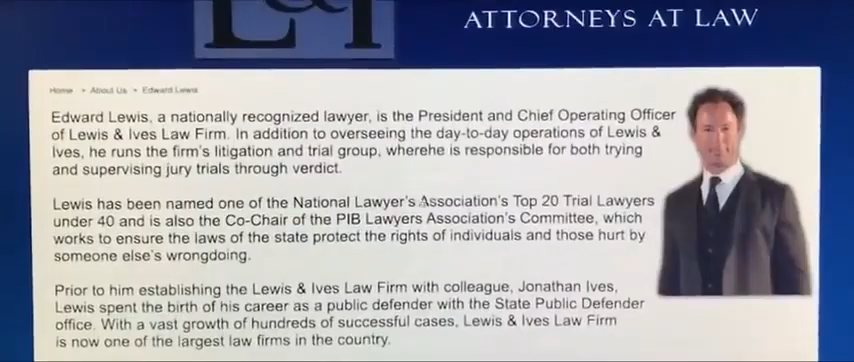 L&I
ATTORNEYS AT LAW
Home • About Us • Edward Lewis
Edward Lewis, a nationally recognized lawyer, is the President and Chief Operating Officer
of Lewis & Ives Law Firm. In addition to overseeing the day-to-day operations of Lewis &
Ives, he runs the firm's litigation and trial group, wherehe is responsible for both trying
and supervising jury trials through verdict.
Lewis has been named one of the National Lawyer's Association's Top 20 Trial Lawyers
under 40 and is also the Co-Chair of the PIB Lawyers Association's Committee, which
works to ensure the laws of the state protect the rights of individuals and those hurt by
someone else's wrongdoing.
Prior to him establishing the Lewis & Ives Law Firm with colleague, Jonathan Ives,
Lewis spent the birth of his career as a public defender with the State Public Defender
office. With a vast growth of hundreds of successful cases, Lewis & Ives Law Firm
is now one of the largest law firms in the country.